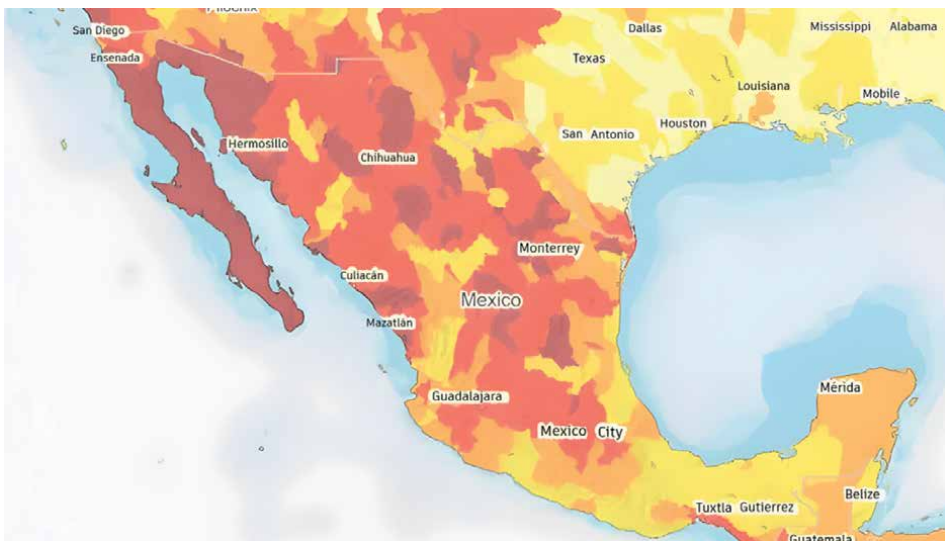 San Diego
Dallas
Mississippi
Alabama
Ensenada
Texas
Louisiana
Mobile
Houston
San Antonio
Hermosillo
Chihuahua
Monterrey
Culiacán
Mexico
Mazatlán
Mérida
Guadalajara
Mexico City
Belize
Tuxtla Gutierrez
Guatemala